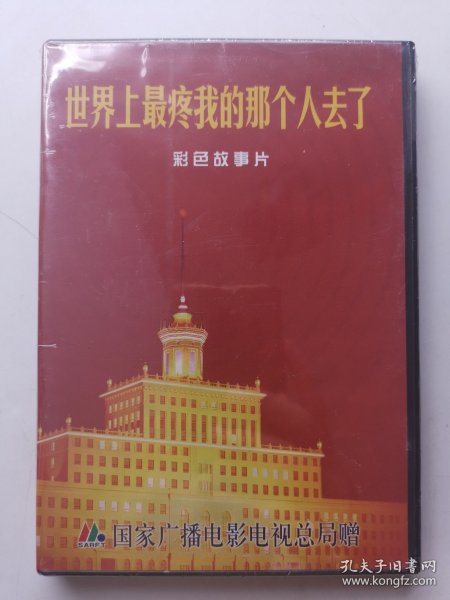 世界上最疼我的那个人去了
彩色故事片
SARFT
国家广播电影电视总局赠
孔夫子旧书网
www.kongfz.com